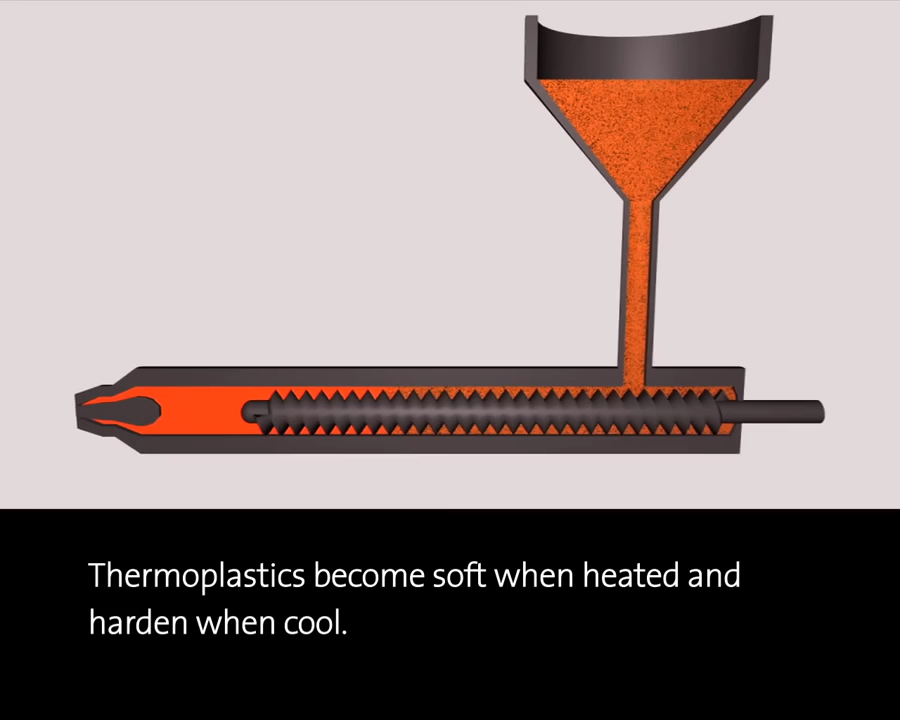 Thermoplastics become soft when heated and
harden when cool.